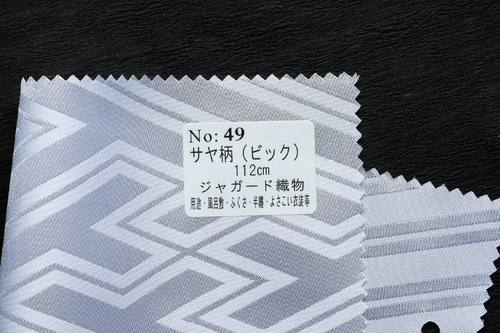 No: 49
サヤ柄（ビック）
112cm
ジャガード織物
用途・風呂敷・ふくさ・半纏・よさこい衣装等